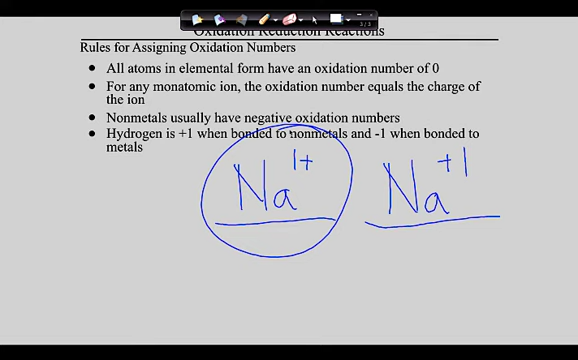 Oxidation Reduction Reactions
Rules for Assigning Oxidation Numbers
• All atoms in elemental form have an oxidation number of 0
• For any monatomic ion, the oxidation number equals the charge of
the ion
• Nonmetals usually have negative oxidation numbers
• Hydrogen is +1 when bonded to nonmetals and -1 when bonded to
metals
Na¹⁺ Na⁺¹